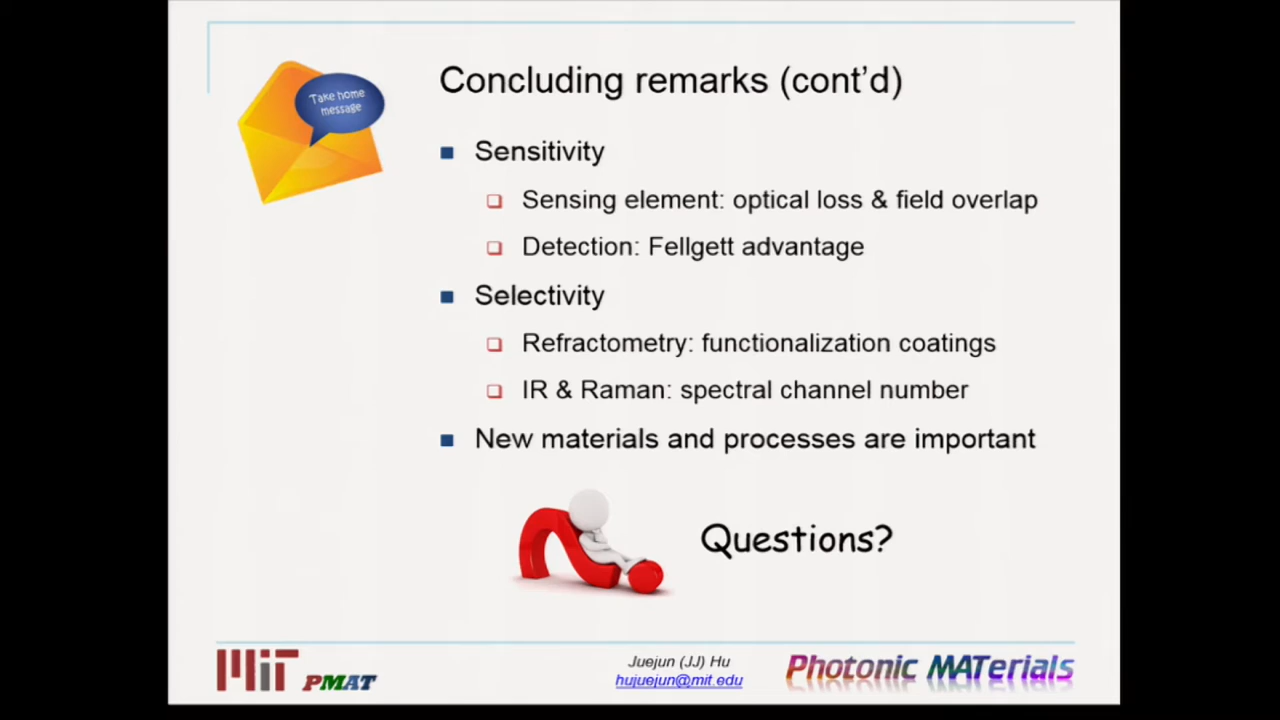 Take home
message
Concluding remarks (cont'd)
Sensitivity
Sensing element: optical loss & field overlap
Detection: Fellgett advantage
Selectivity
Refractometry: functionalization coatings
IR & Raman: spectral channel number
New materials and processes are important
Questions?
MIT PMAT
Juejun (JJ) Hu
hujuejun@mit.edu
Photonic MATerials